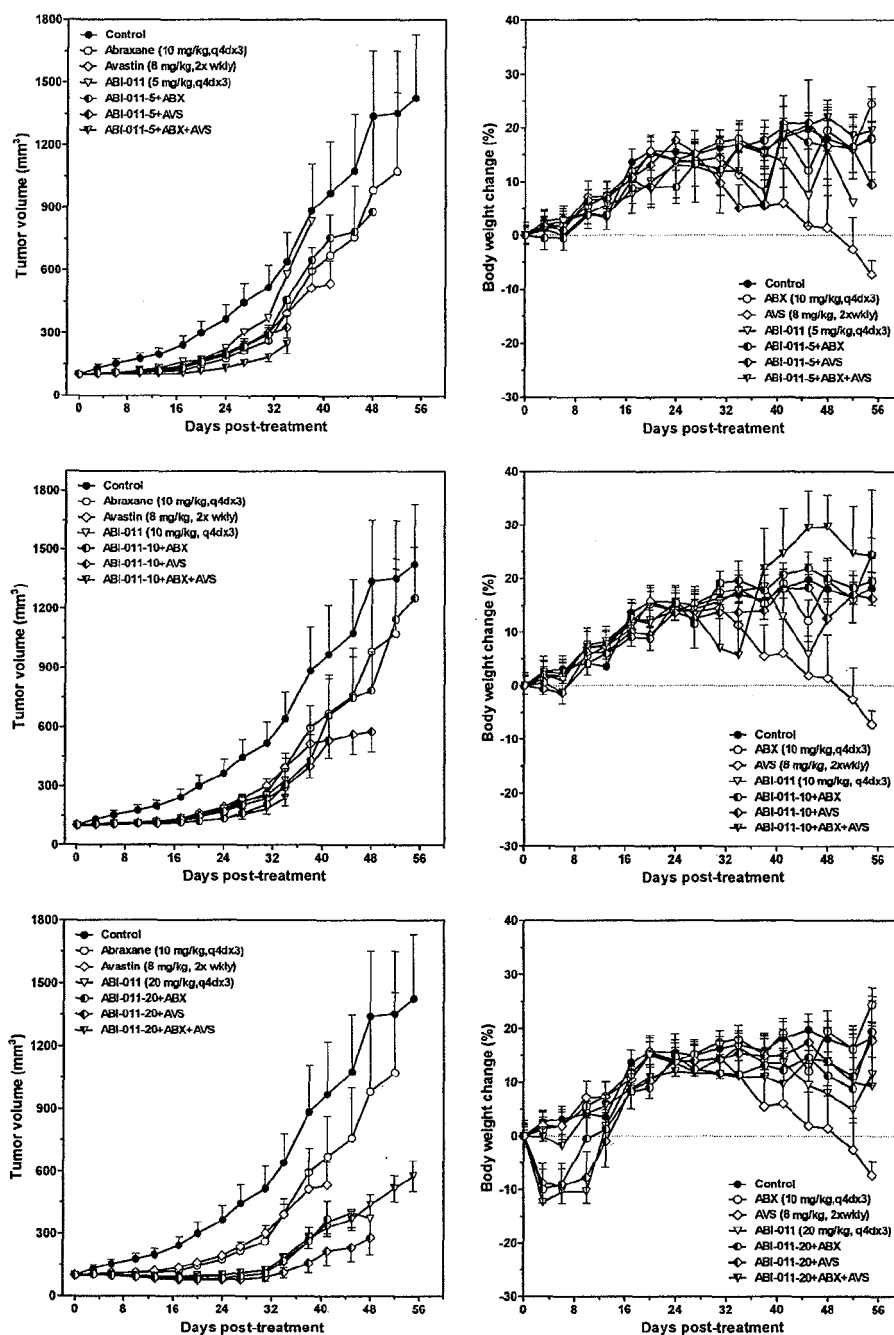 Control
Abraxane (10 mg/kg,q4dx3)
Avastin (8 mg/kg, 2x wkly)
ABI-011 (5 mg/kg,q4dx3)
ABI-011-5+ABX
ABI-011-5+AVS
ABI-011-5+ABX+AVS
1800
1500
1200
900
600
300
0
Tumor volume (mm³)
0 8 16 24 32 40 48 56
Days post-treatment
40
30
20
10
0
-10
-20
-30
Body weight change (%)
Control
ABX (10 mg/kg,q4dx3)
AVS (8 mg/kg, 2xwkly)
ABI-011 (5 mg/kg,q4dx3)
ABI-011-5+ABX
ABI-011-5+AVS
ABI-011-5+ABX+AVS
0 8 16 24 32 40 48 56
Days post-treatment
Control
Abraxane (10 mg/kg,q4dx3)
Avastin (8 mg/kg, 2x wkly)
ABI-011 (10 mg/kg, q4dx3)
ABI-011-10+ABX
ABI-011-10+AVS
ABI-011-10+ABX+AVS
1800
1500
1200
900
600
300
0
Tumor volume (mm³)
0 8 16 24 32 40 48 56
Days post-treatment
40
30
20
10
0
-10
-20
-30
Body weight change (%)
Control
ABX (10 mg/kg,q4dx3)
AVS (8 mg/kg, 2xwkly)
ABI-011 (10 mg/kg, q4dx3)
ABI-011-10+ABX
ABI-011-10+AVS
ABI-011-10+ABX+AVS
0 8 16 24 32 40 48 56
Days post-treatment
Control
Abraxane (10 mg/kg,q4dx3)
Avastin (8 mg/kg, 2x wkly)
ABI-011 (20 mg/kg,q4dx3)
ABI-011-20+ABX
ABI-011-20+AVS
ABI-011-20+ABX+AVS
1800
1500
1200
900
600
300
0
Tumor volume (mm³)
0 8 16 24 32 40 48 56
Days post-treatment
40
30
20
10
0
-10
-20
-30
Body weight change (%)
Control
ABX (10 mg/kg,q4dx3)
AVS (8 mg/kg, 2xwkly)
ABI-011 (20 mg/kg, q4dx3)
ABI-011-20+ABX
ABI-011-20+AVS
ABI-011-20+ABX+AVS
0 8 16 24 32 40 48 56
Days post-treatment